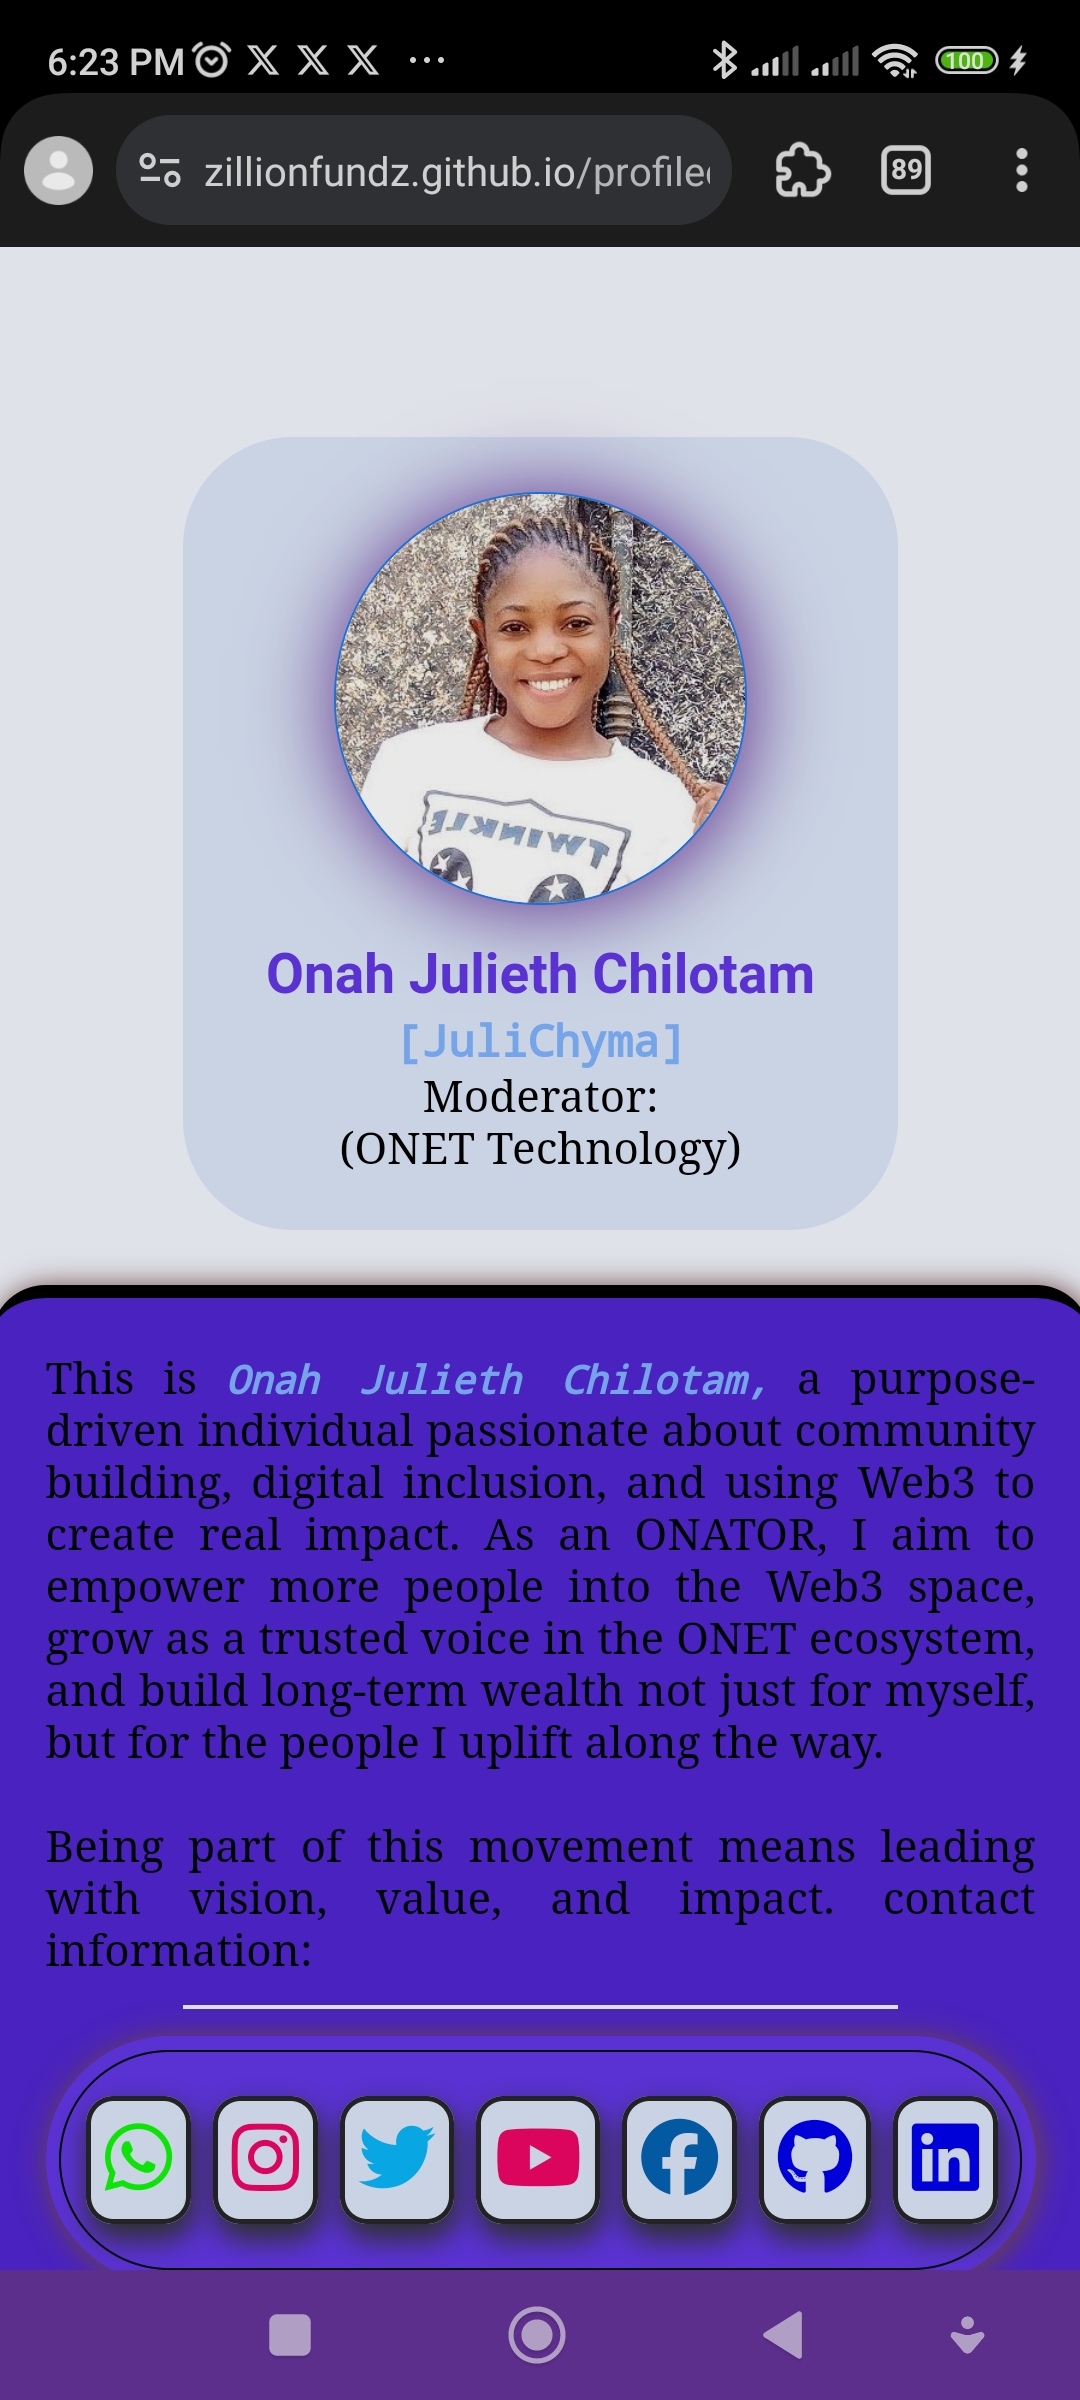 6:23 PM
100
zillionfundz.github.io/profile
89
TWINKLE
Onah Julieth Chilotam
[JuliChyma]
Moderator:
(ONET Technology)
This is Onah Julieth Chilotam, a purpose-
driven individual passionate about community
building, digital inclusion, and using Web3 to
create real impact. As an ONATOR, I aim to
empower more people into the Web3 space,
grow as a trusted voice in the ONET ecosystem,
and build long-term wealth not just for myself,
but for the people I uplift along the way.
Being part of this movement means leading
with vision, value, and impact. contact
information:
in